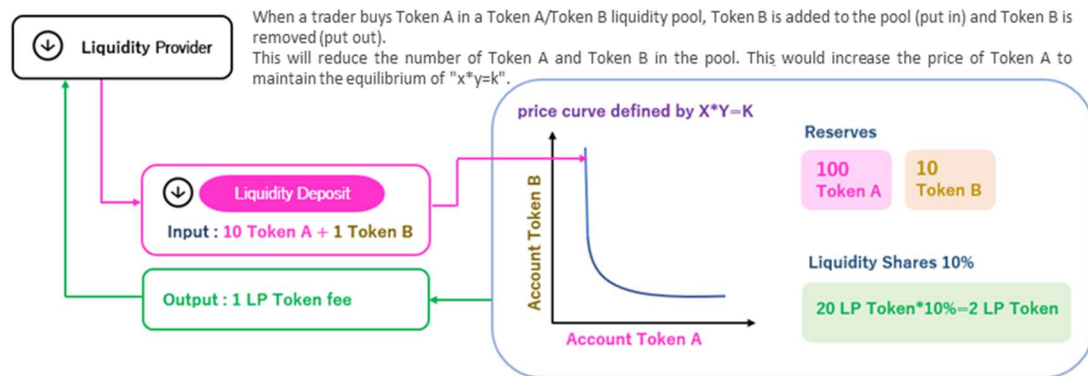 When a trader buys Token A in a Token A/Token B liquidity pool, Token B is added to the pool (put in) and Token B is
removed (put out).
This will reduce the number of Token A and Token B in the pool. This would increase the price of Token A to
maintain the equilibrium of "x*y=k".
Liquidity Provider
Liquidity Deposit
Input : 10 Token A + 1 Token B
Output : 1 LP Token fee
price curve defined by X*Y=K
Account Token B
Account Token A
Reserves
100
Token A
10
Token B
Liquidity Shares 10%
20 LP Token*10%=2 LP Token